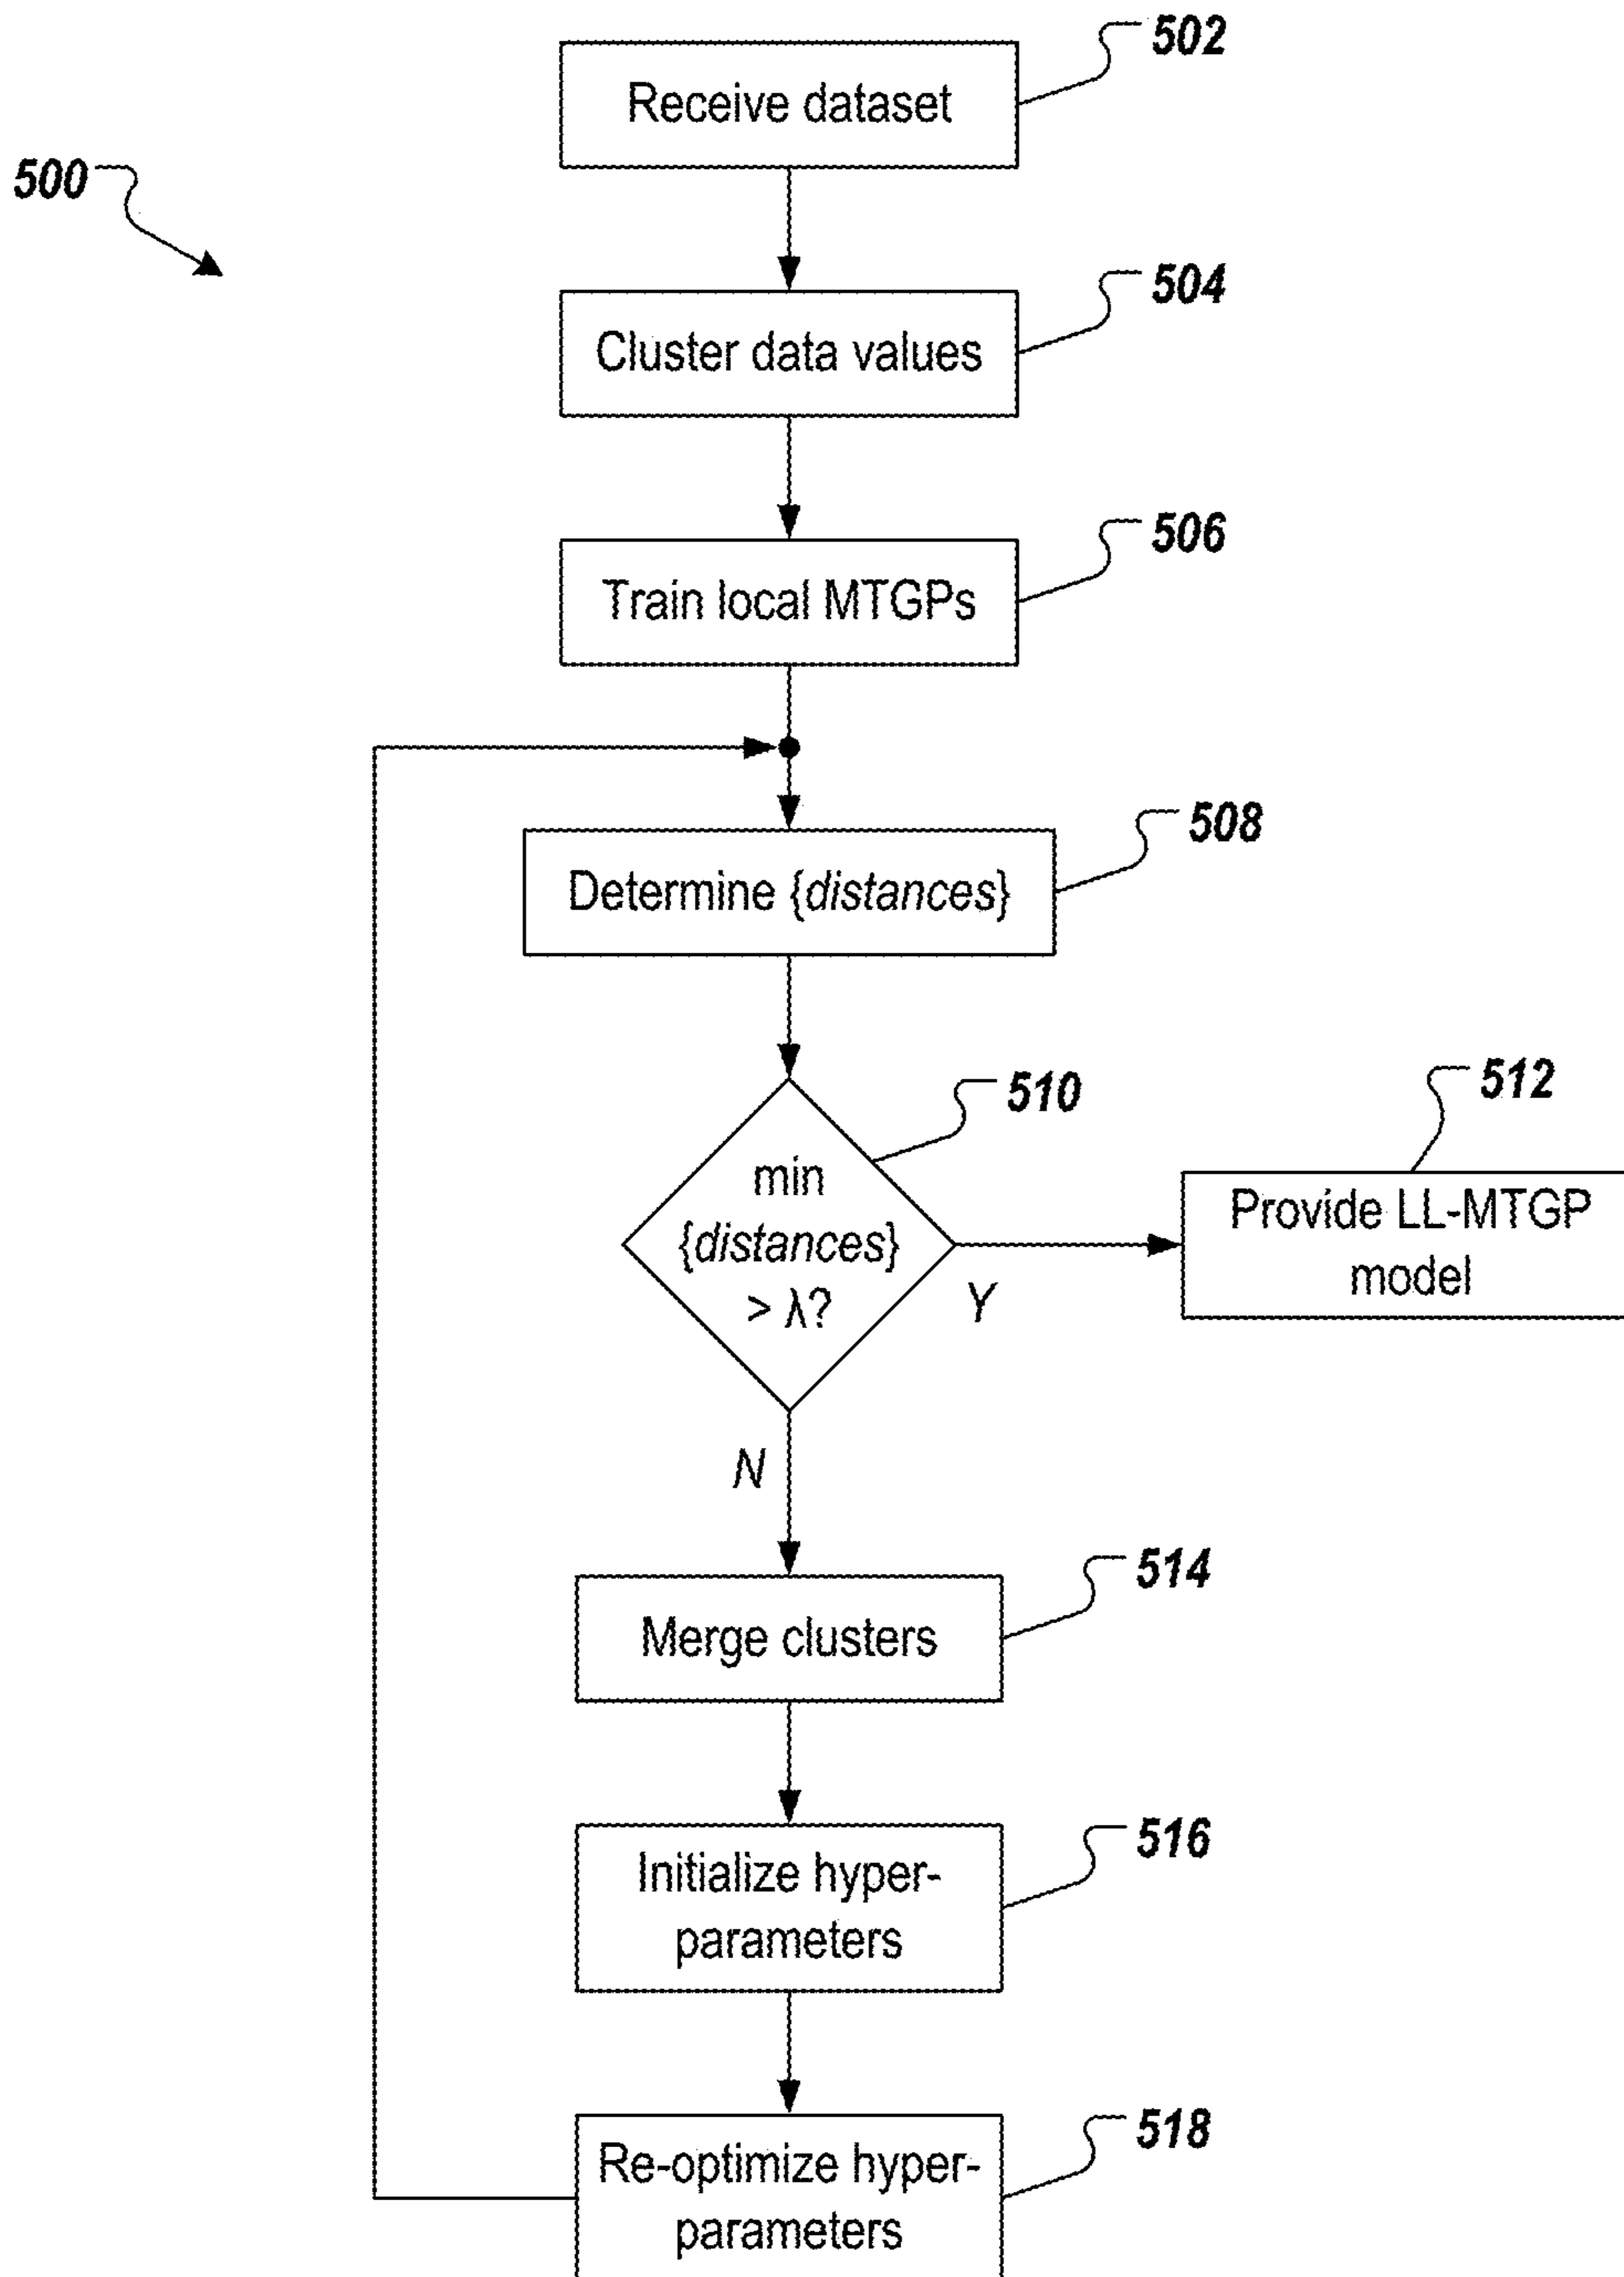 502
Receive dataset
500
504
Cluster data values
506
Train local MTGPs
508
Determine {distances}
510
512
min
{distances}
> λ?
Y
Provide LL-MTGP
model
N
514
Merge clusters
516
Initialize hyper-
parameters
518
Re-optimize hyper-
parameters